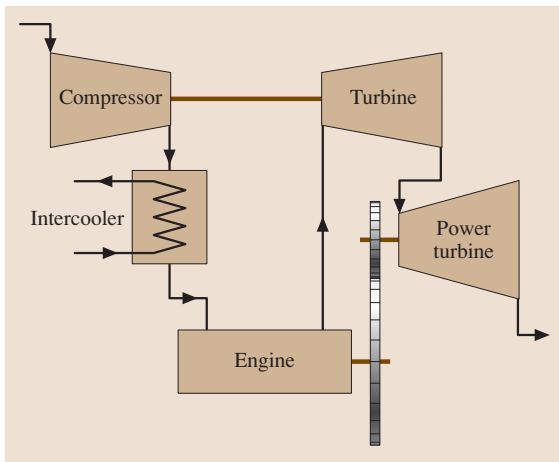 Compressor
Turbine
Intercooler
Power
turbine
Engine